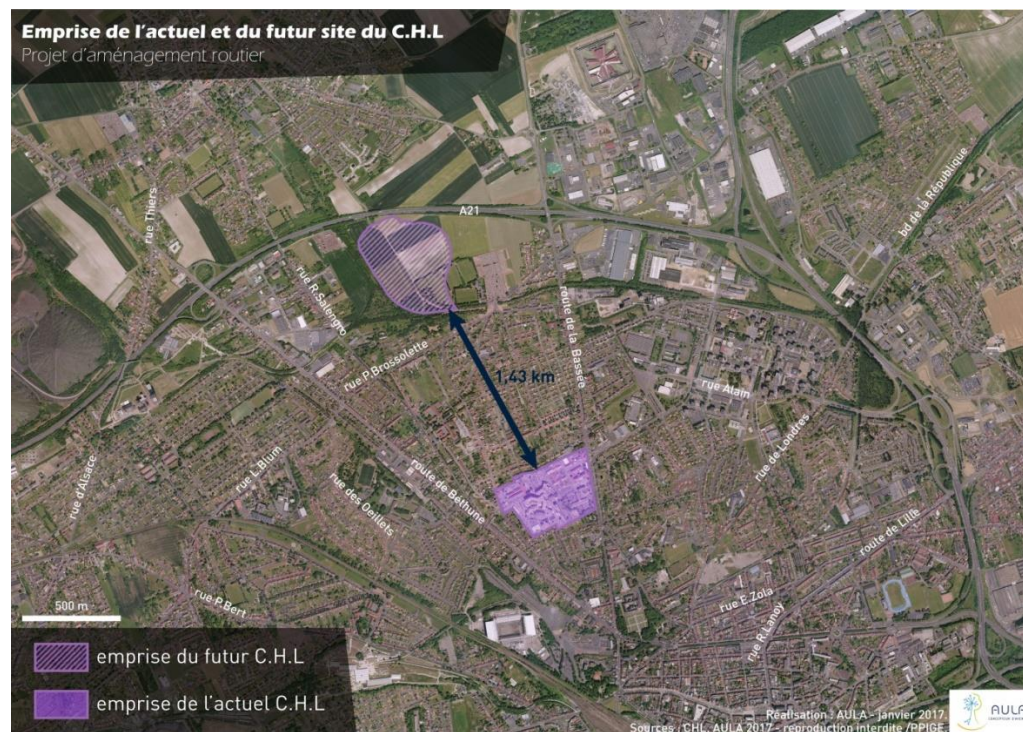 Emprise de l'actuel et du futur site du C.H.L
Projet d'aménagement routier
A21
rue Thiers
bd de la République
rue R.Salengro
route de la Bassée
rue P.Brossolette
1,43 km
rue Alam
rue de Londres
rue d'Alsace
rue L.Blum
route de Béthune
rue des Oeillets
route de Lille
500 m
rue P.Bert
rue E.Zola
rue R.Lanoy
emprise du futur C.H.L
emprise de l'actuel C.H.L
Réalisation : AULA - janvier 2017.
Sources : CHL, AULA 2017 - reproduction interdite /PPIGE
AULA